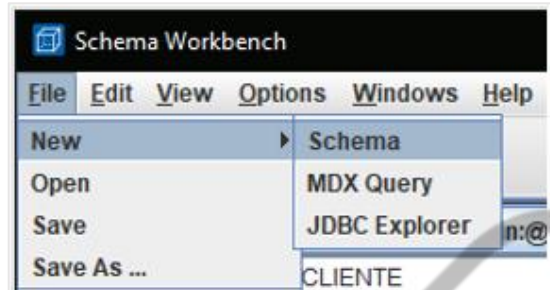 Schema Workbench
File Edit View Options Windows Help
New Schema
Open MDX Query
Save JDBC Explorer n:@
Save As ... CLIENTE